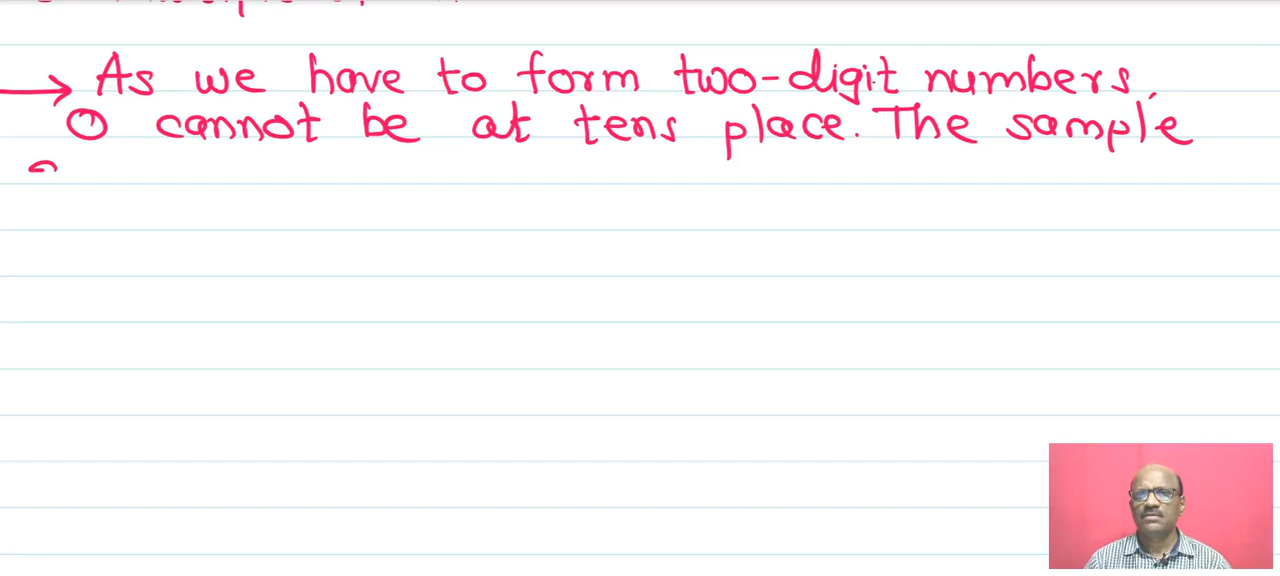 → As we have to form two-digit numbers,
0 cannot be at tens place. The sample